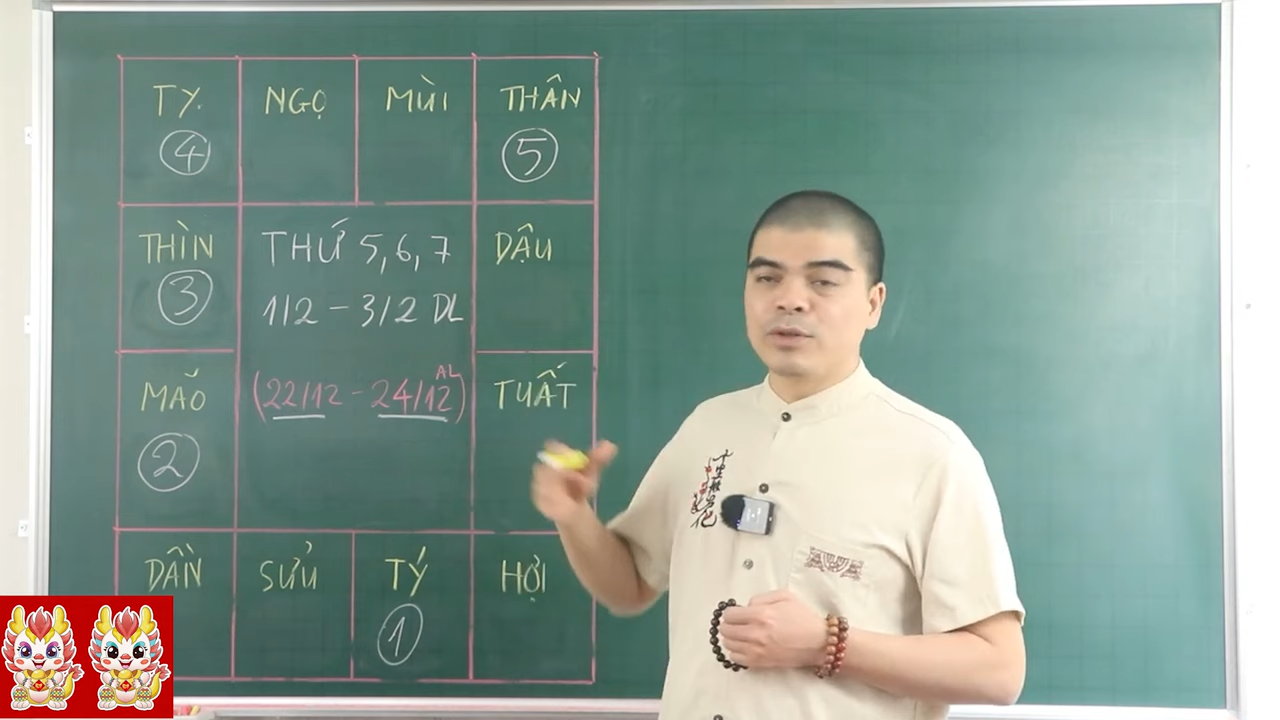 TỴ.
NGỌ
MÙI
THÂN
4
5
THÌN
THỨ 5,6,7
DẬU
3
1/2 - 3/2 DL
MÃO
(22/12 - 24/12) AL
TUẤT
2
DẦN
SỬU
TÝ
HỢI
1